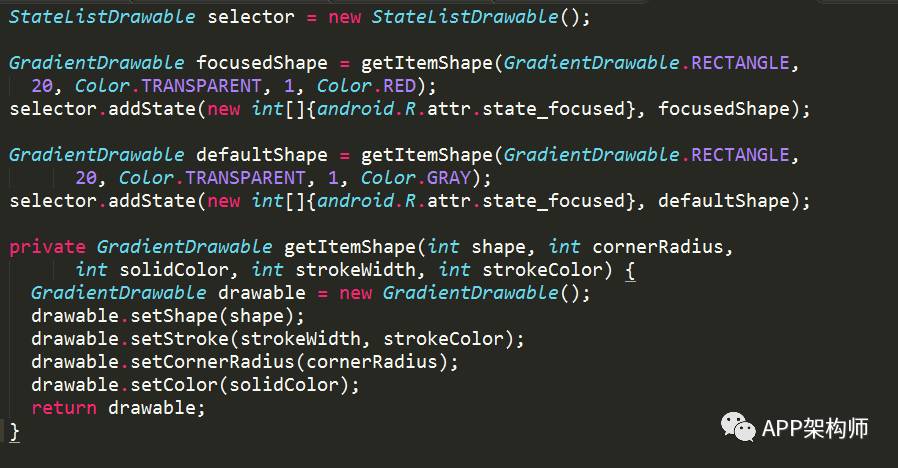 StateListDrawable selector = new StateListDrawable();
GradientDrawable focusedShape = getItemShape(GradientDrawable.RECTANGLE,
20, Color.TRANSPARENT, 1, Color.RED);
selector.addState(new int[]{android.R.attr.state_focused}, focusedShape);
GradientDrawable defaultShape = getItemShape(GradientDrawable.RECTANGLE,
20, Color.TRANSPARENT, 1, Color.GRAY);
selector.addState(new int[]{android.R.attr.state_focused}, defaultShape);
private GradientDrawable getItemShape(int shape, int cornerRadius,
int solidColor, int strokeWidth, int strokeColor) {
GradientDrawable drawable = new GradientDrawable();
drawable.setShape(shape);
drawable.setStroke(strokeWidth, strokeColor);
drawable.setCornerRadius(cornerRadius);
drawable.setColor(solidColor);
return drawable;
}
APP架构师